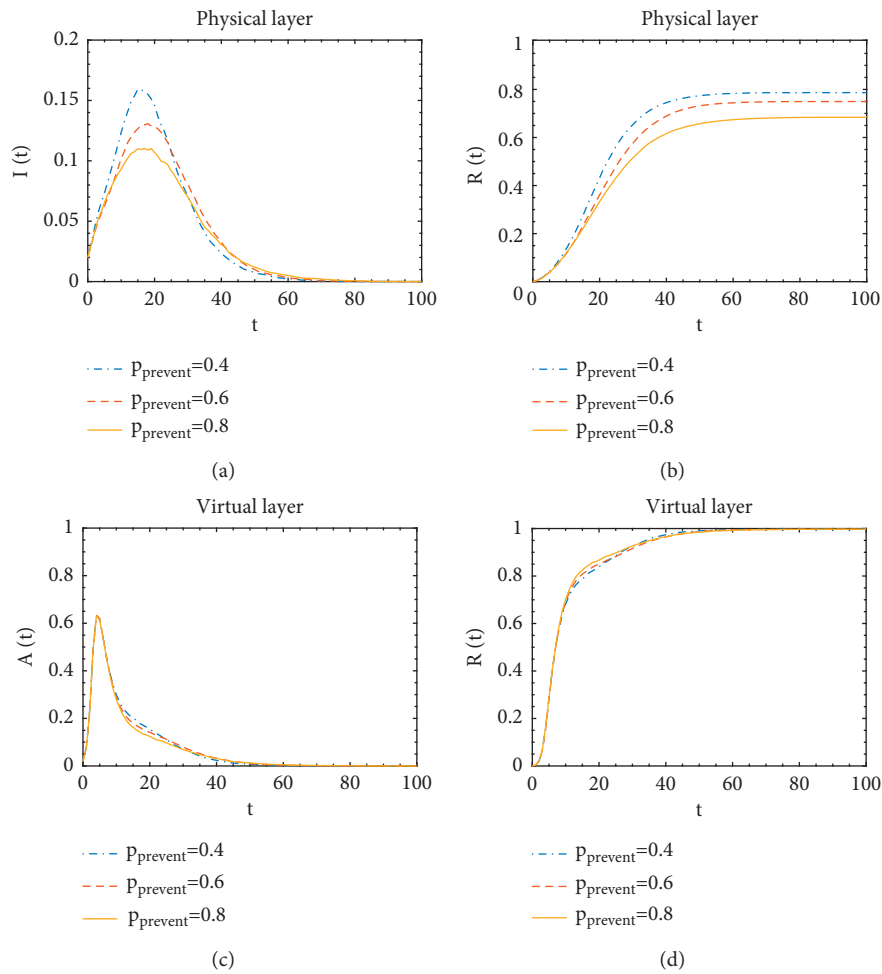 Physical layer
0.2
0.15
0.1
0.05
0
I (t)
0 20 40 60 80 100
t
p_prevent=0.4
p_prevent=0.6
p_prevent=0.8
(a)
Physical layer
1
0.8
0.6
0.4
0.2
0
R (t)
0 20 40 60 80 100
t
p_prevent=0.4
p_prevent=0.6
p_prevent=0.8
(b)
Virtual layer
1
0.8
0.6
0.4
0.2
0
A (t)
0 20 40 60 80 100
t
p_prevent=0.4
p_prevent=0.6
p_prevent=0.8
(c)
Virtual layer
1
0.8
0.6
0.4
0.2
0
R (t)
0 20 40 60 80 100
t
p_prevent=0.4
p_prevent=0.6
p_prevent=0.8
(d)